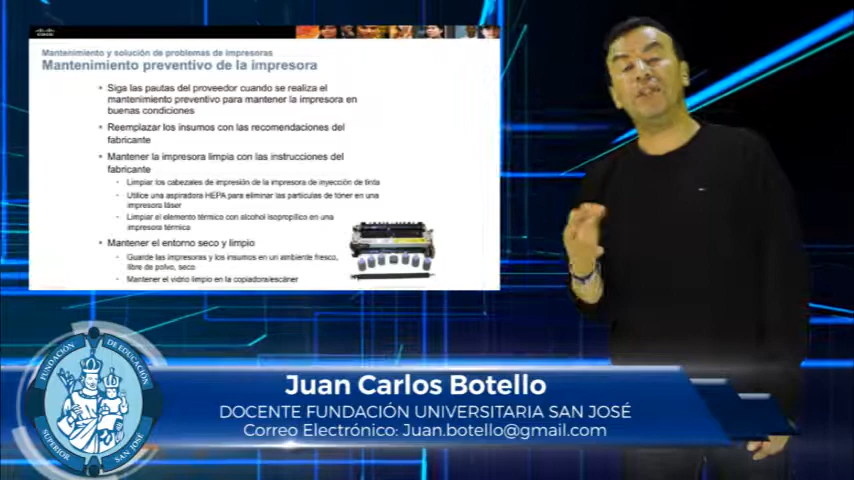 CISCO
Mantenimiento y solución de problemas de impresoras
Mantenimiento preventivo de la impresora
• Siga las pautas del proveedor cuando se realiza el
mantenimiento preventivo para mantener la impresora en
buenas condiciones
• Reemplazar los insumos con las recomendaciones del
fabricante
• Mantener la impresora limpia con las instrucciones del
fabricante
- Limpiar los cabezales de impresión de la impresora de inyección de tinta
- Utilice una aspiradora HEPA para eliminar las partículas de tóner en una
impresora láser
- Limpiar el elemento térmico con alcohol isopropílico en una
impresora térmica
• Mantener el entorno seco y limpio
- Guarde las impresoras y los insumos en un ambiente fresco,
libre de polvo, seco
- Mantener el vidrio limpio en la copiadora/escáner
FUNDACIÓN DE EDUCACIÓN
SUPERIOR SAN JOSÉ
Juan Carlos Botello
DOCENTE FUNDACIÓN UNIVERSITARIA SAN JOSÉ
Correo Electrónico: Juan.botello@gmail.com